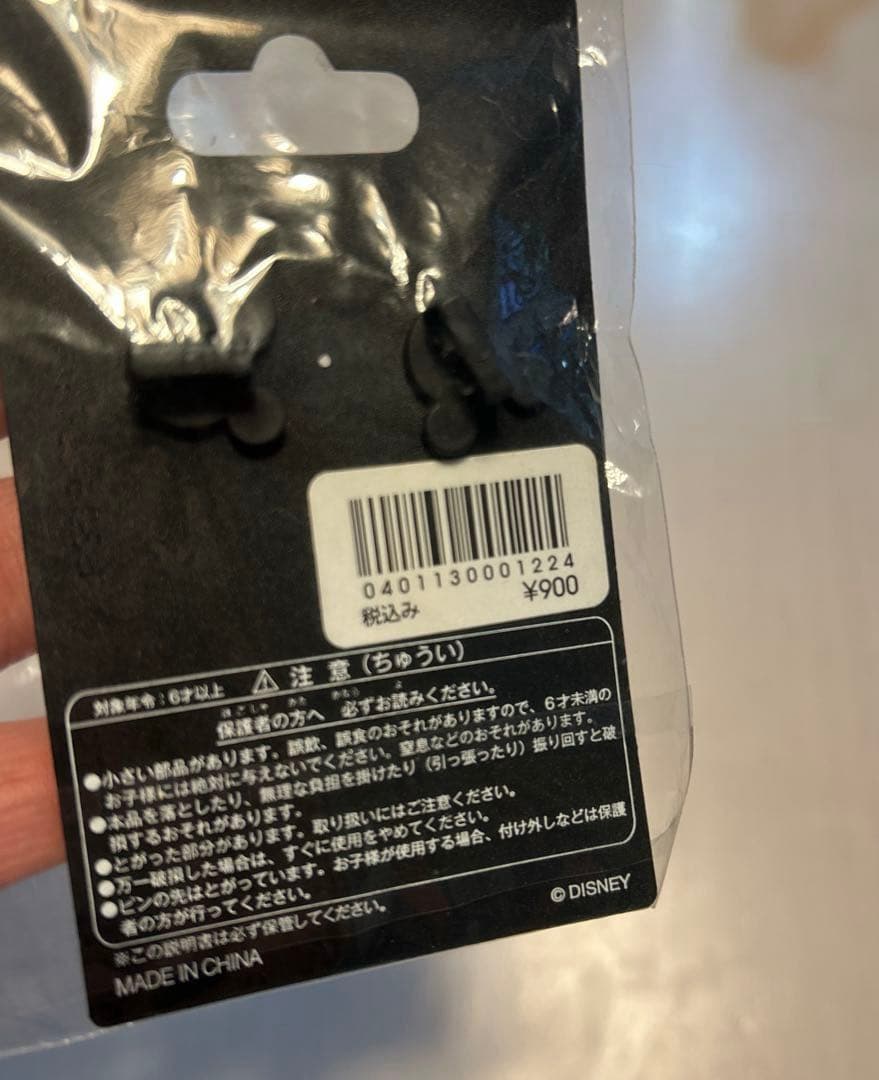 0401130001224
¥900
税込み
対象年令：6才以上 ⚠ 注 意 (ちゅうい)
保護者の方へ 必ずお読みください。
●小さい部品があります。誤飲、誤食のおそれがありますので、6才未満の
お子様には絶対に与えないでください。窒息などのおそれがあります。
●本品を落としたり、無理な負担を掛けたり（引っ張ったり）振り回すと破
損するおそれがあります。
●とがった部分があります。取り扱いにはご注意ください。
●万一破損した場合は、すぐに使用をやめてください。
●ピンの先はとがっています。お子様が使用する場合、付け外しなどは保護
者の方が行ってください。
※この説明書は必ず保管してください。
©DISNEY
MADE IN CHINA